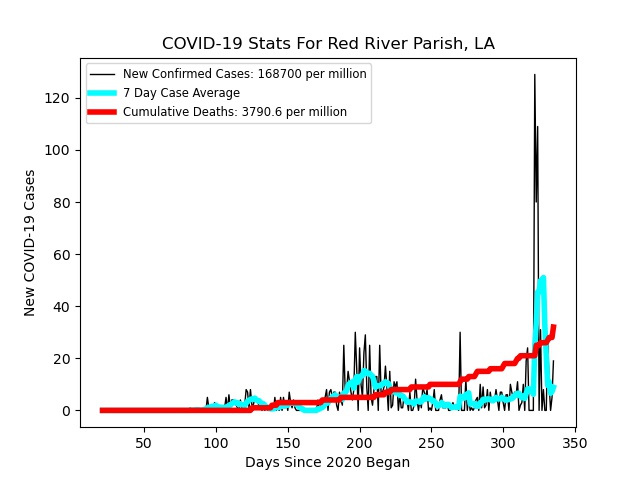 COVID-19 Stats For Red River Parish, LA
New Confirmed Cases: 168700 per million
7 Day Case Average
Cumulative Deaths: 3790.6 per million
New COVID-19 Cases
120
100
80
60
40
20
0
50 100 150 200 250 300 350
Days Since 2020 Began